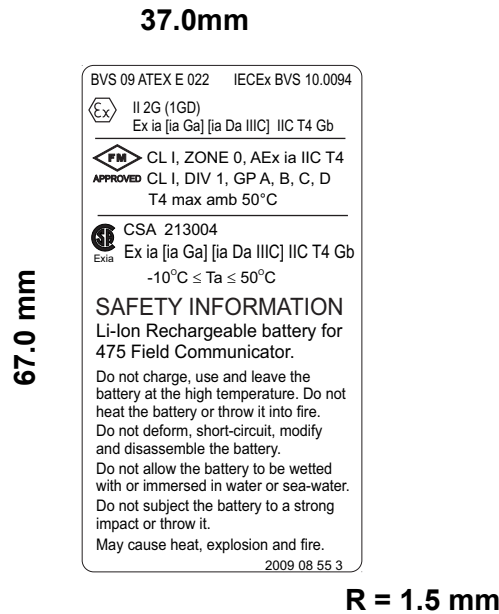 37.0mm
BVS 09 ATEX E 022 IECEx BVS 10.0094
Ex II 2G (1GD)
Ex ia [ia Ga] [ia Da IIIC] IIC T4 Gb
FM CL I, ZONE 0, AEx ia IIC T4
APPROVED CL I, DIV 1, GP A, B, C, D
T4 max amb 50°C
CSA 213004
Exia Ex ia [ia Ga] [ia Da IIIC] IIC T4 Gb
-10°C ≤ Ta ≤ 50°C
67.0 mm
SAFETY INFORMATION
Li-Ion Rechargeable battery for
475 Field Communicator.
Do not charge, use and leave the
battery at the high temperature. Do not
heat the battery or throw it into fire.
Do not deform, short-circuit, modify
and disassemble the battery.
Do not allow the battery to be wetted
with or immersed in water or sea-water.
Do not subject the battery to a strong
impact or throw it.
May cause heat, explosion and fire.
2009 08 55 3
R = 1.5 mm